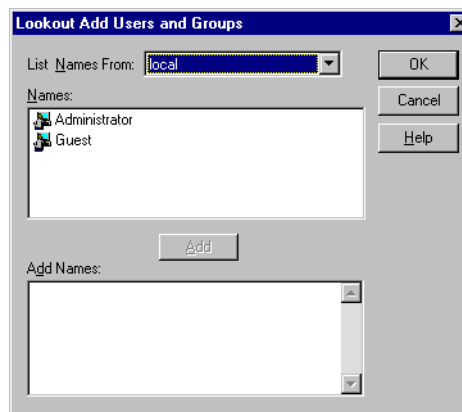 Lookout Add Users and Groups
List Names From: local
OK
Names:
Cancel
Administrator
Guest
Help
Add
Add Names: